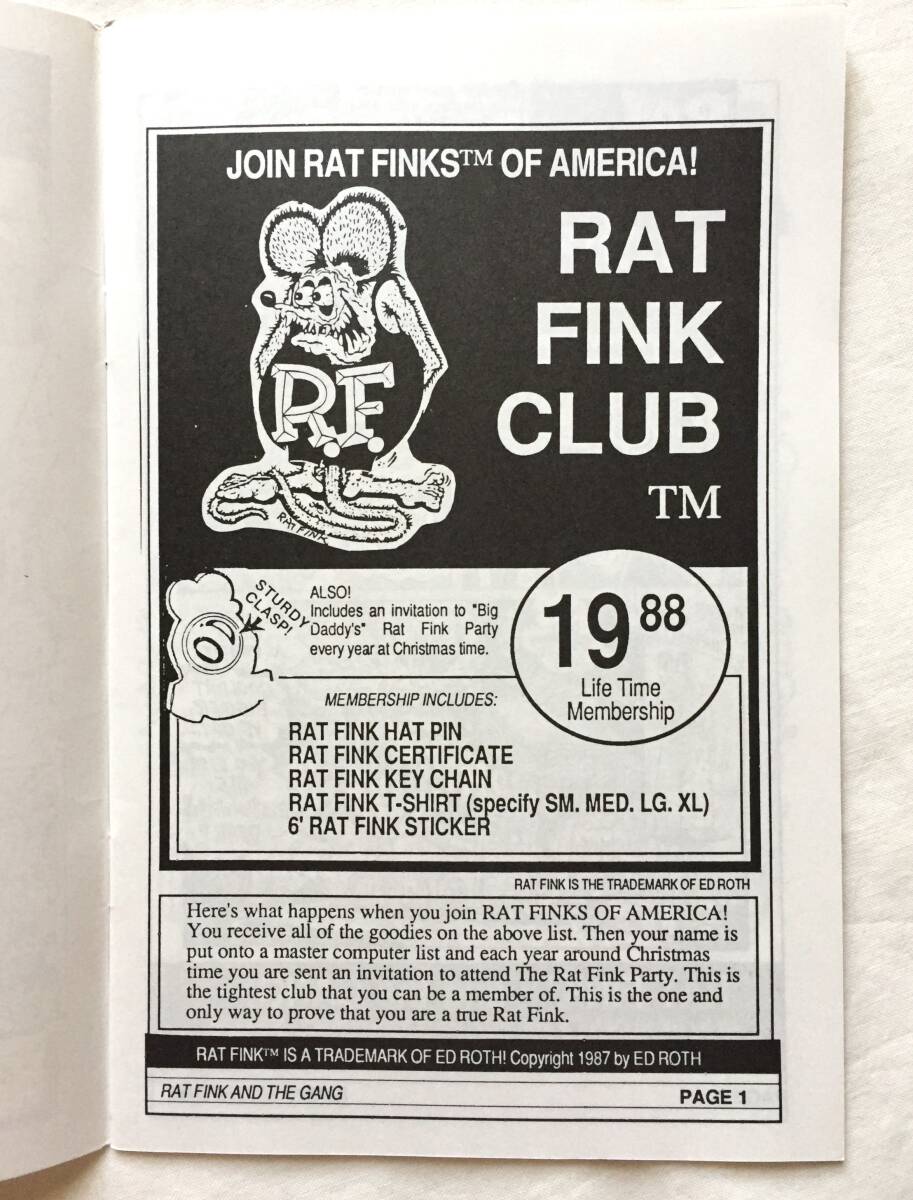 JOIN RAT FINKS™ OF AMERICA!
RAT
FINK
CLUB
TM
R.F.
RAT FINK
STURDY
CLASP!
ALSO!
Includes an invitation to "Big
Daddy's" Rat Fink Party
every year at Christmas time.
19 88
Life Time
Membership
MEMBERSHIP INCLUDES:
RAT FINK HAT PIN
RAT FINK CERTIFICATE
RAT FINK KEY CHAIN
RAT FINK T-SHIRT (specify SM. MED. LG. XL)
6' RAT FINK STICKER
RAT FINK IS THE TRADEMARK OF ED ROTH
Here's what happens when you join RAT FINKS OF AMERICA!
You receive all of the goodies on the above list. Then your name is
put onto a master computer list and each year around Christmas
time you are sent an invitation to attend The Rat Fink Party. This is
the tightest club that you can be a member of. This is the one and
only way to prove that you are a true Rat Fink.
RAT FINK™ IS A TRADEMARK OF ED ROTH! Copyright 1987 by ED ROTH
RAT FINK AND THE GANG
PAGE 1